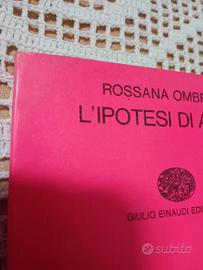 ROSSANA OMBR
L'IPOTESI DI A
GIULIO EINAUDI EDI
subito